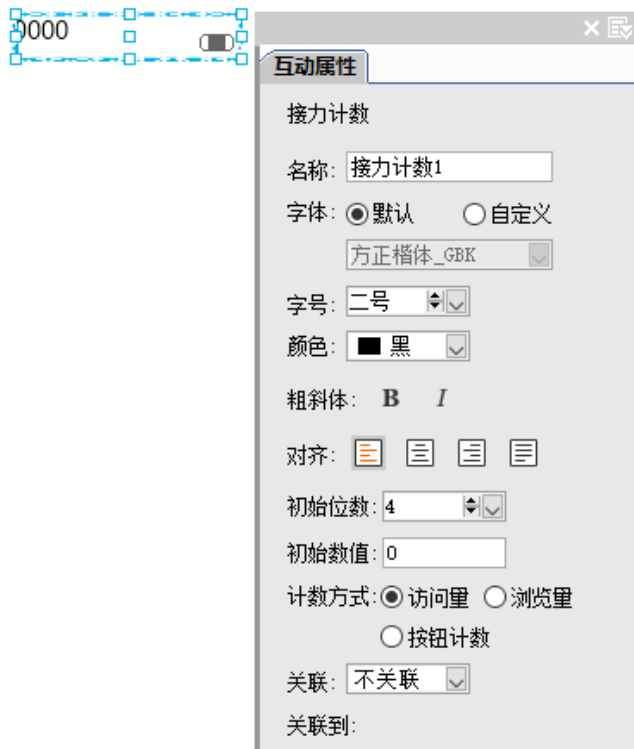 0000
互动属性
接力计数
名称: 接力计数1
字体: 默认 自定义
方正楷体_GBK
字号: 二号
颜色: 黑
粗斜体: B I
对齐:
初始位数: 4
初始数值: 0
计数方式: 访问量 浏览量
按钮计数
关联: 不关联
关联到: